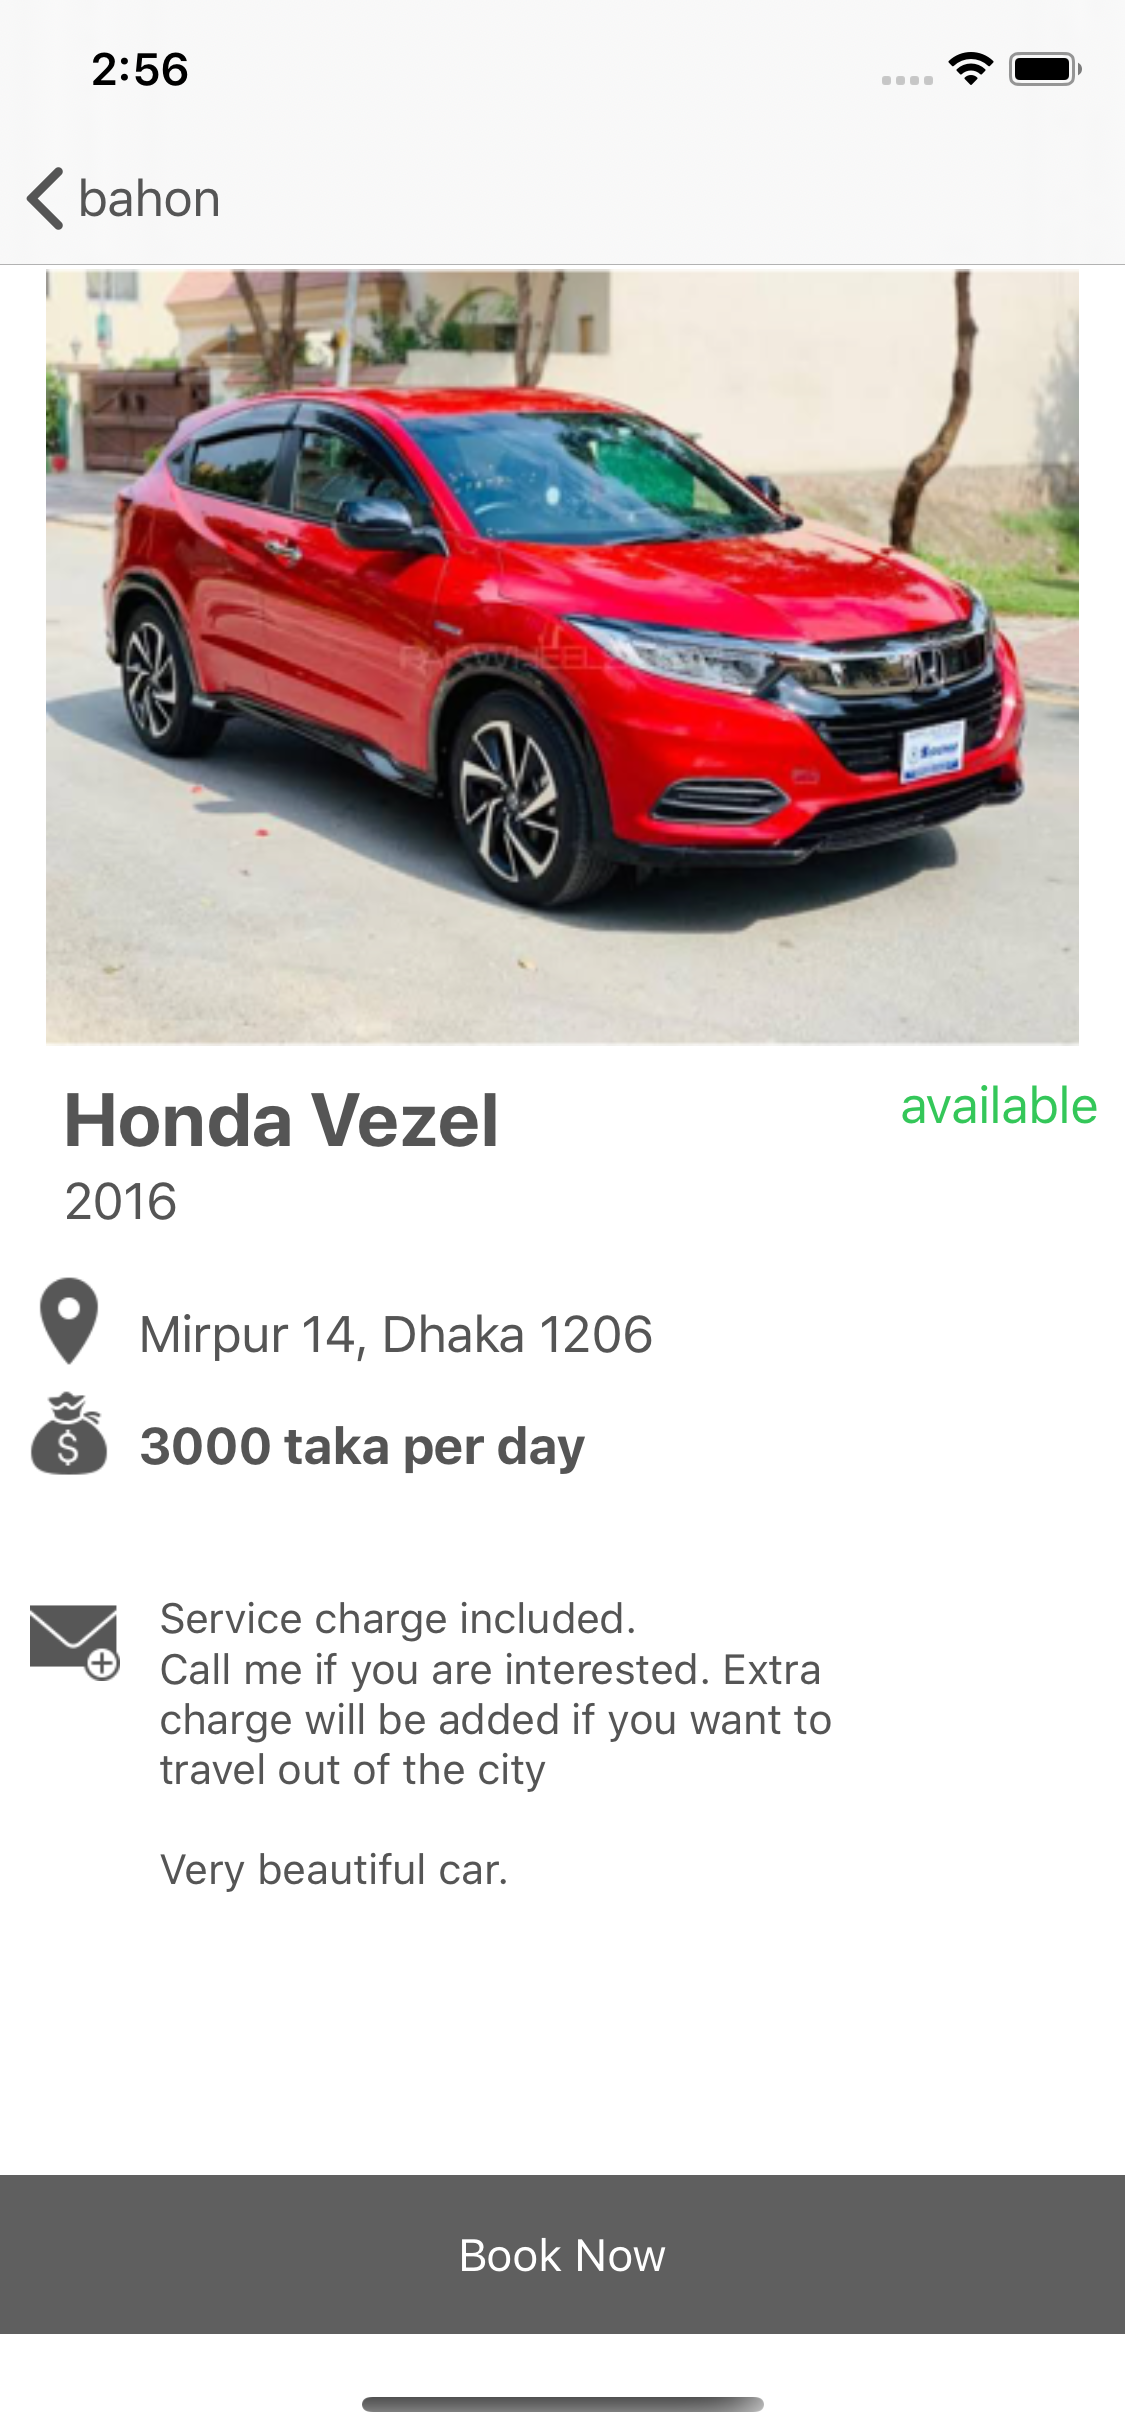 2:56
bahon
Honda Vezel
available
2016
Mirpur 14, Dhaka 1206
$
3000 taka per day
Service charge included.
Call me if you are interested. Extra
charge will be added if you want to
travel out of the city
Very beautiful car.
Book Now